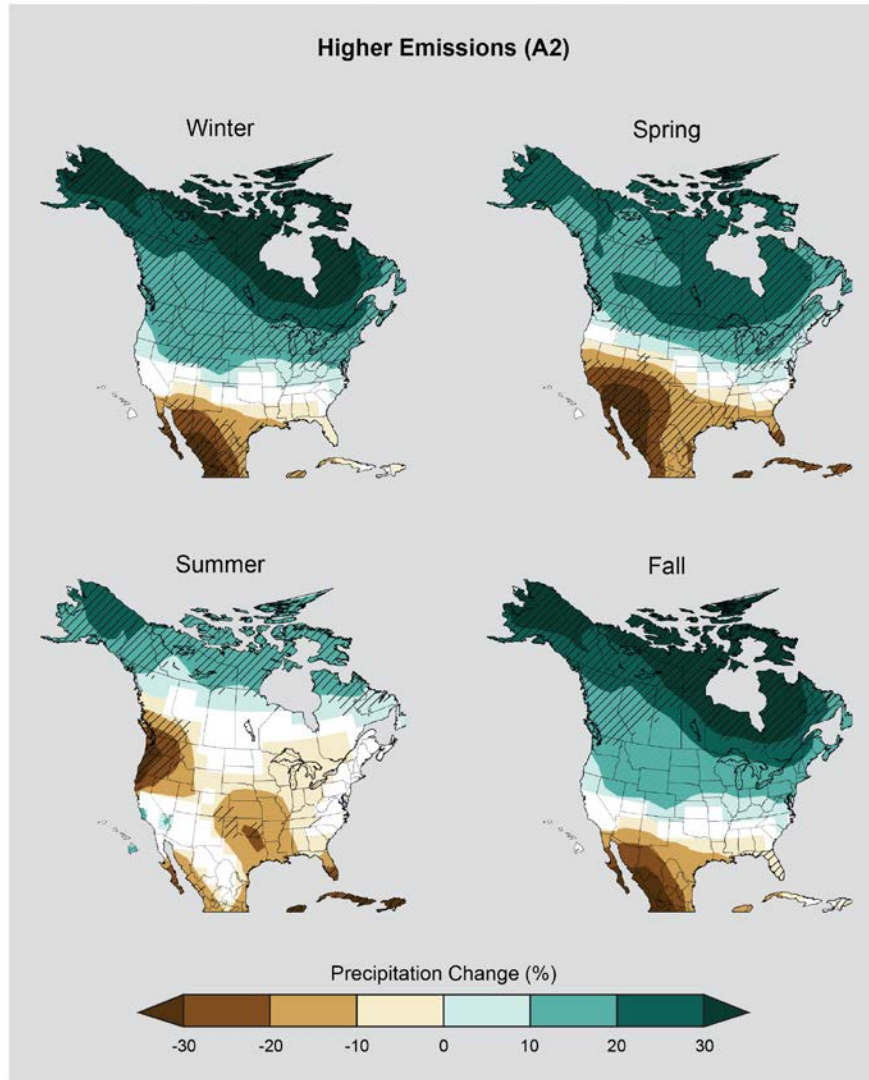 Higher Emissions (A2)
Winter
Spring
Summer
Fall
Precipitation Change (%)
-30 -20 -10 0 10 20 30